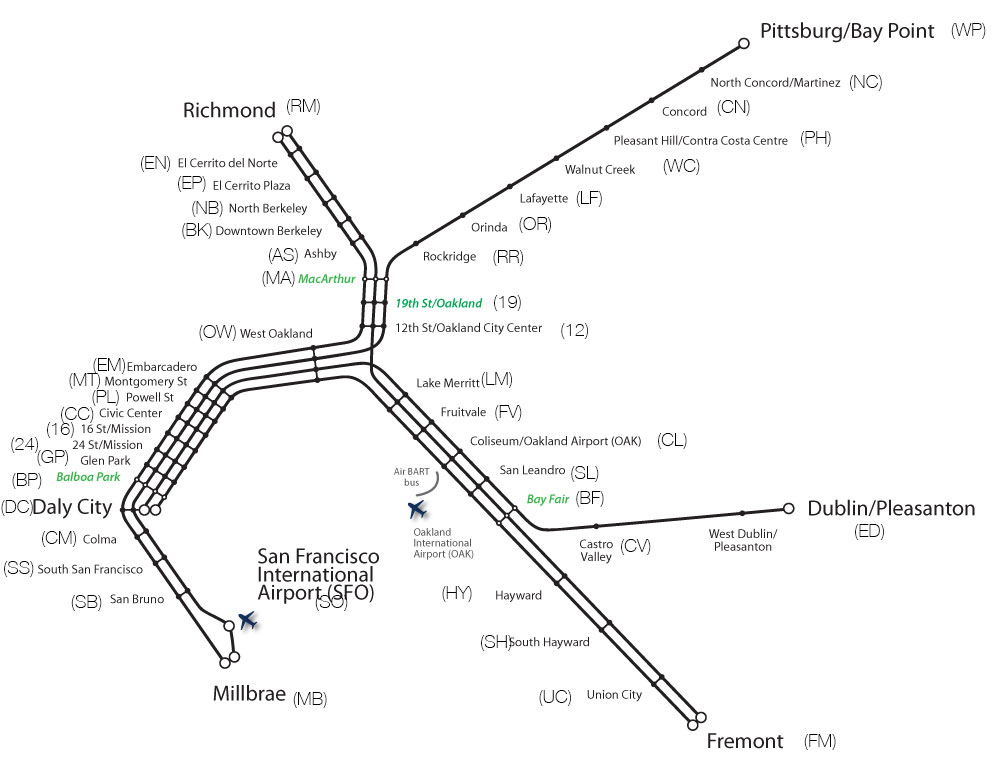 Pittsburg/Bay Point (WP)
North Concord/Martinez (NC)
Richmond (RM)
Concord (CN)
Pleasant Hill/Contra Costa Centre (PH)
(EN) El Cerrito del Norte
Walnut Creek (WC)
(EP) El Cerrito Plaza
Lafayette (LF)
(NB) North Berkeley
Orinda (OR)
(BK) Downtown Berkeley
(AS) Ashby
Rockridge (RR)
(MA) MacArthur
19th St/Oakland (19)
12th St/Oakland City Center (12)
(OW) West Oakland
(EM) Embarcadero
(MT) Montgomery St
Lake Merritt (LM)
(PL) Powell St
(CC) Civic Center
Fruitvale (FV)
(16) 16 St/Mission
(24) 24 St/Mission
Coliseum/Oakland Airport (OAK) (CL)
(GP) Glen Park
(BP) Balboa Park
Air BART
bus
San Leandro (SL)
Bay Fair (BF)
(DC) Daly City
Dublin/Pleasanton
(ED)
Oakland
International
Airport (OAK)
(CM) Colma
Castro
Valley (CV)
West Dublin/
Pleasanton
San Francisco
International
Airport (SFO)
(SO)
(SS) South San Francisco
(SB) San Bruno
(HY) Hayward
(SH) South Hayward
Millbrae (MB)
(UC) Union City
Fremont (FM)